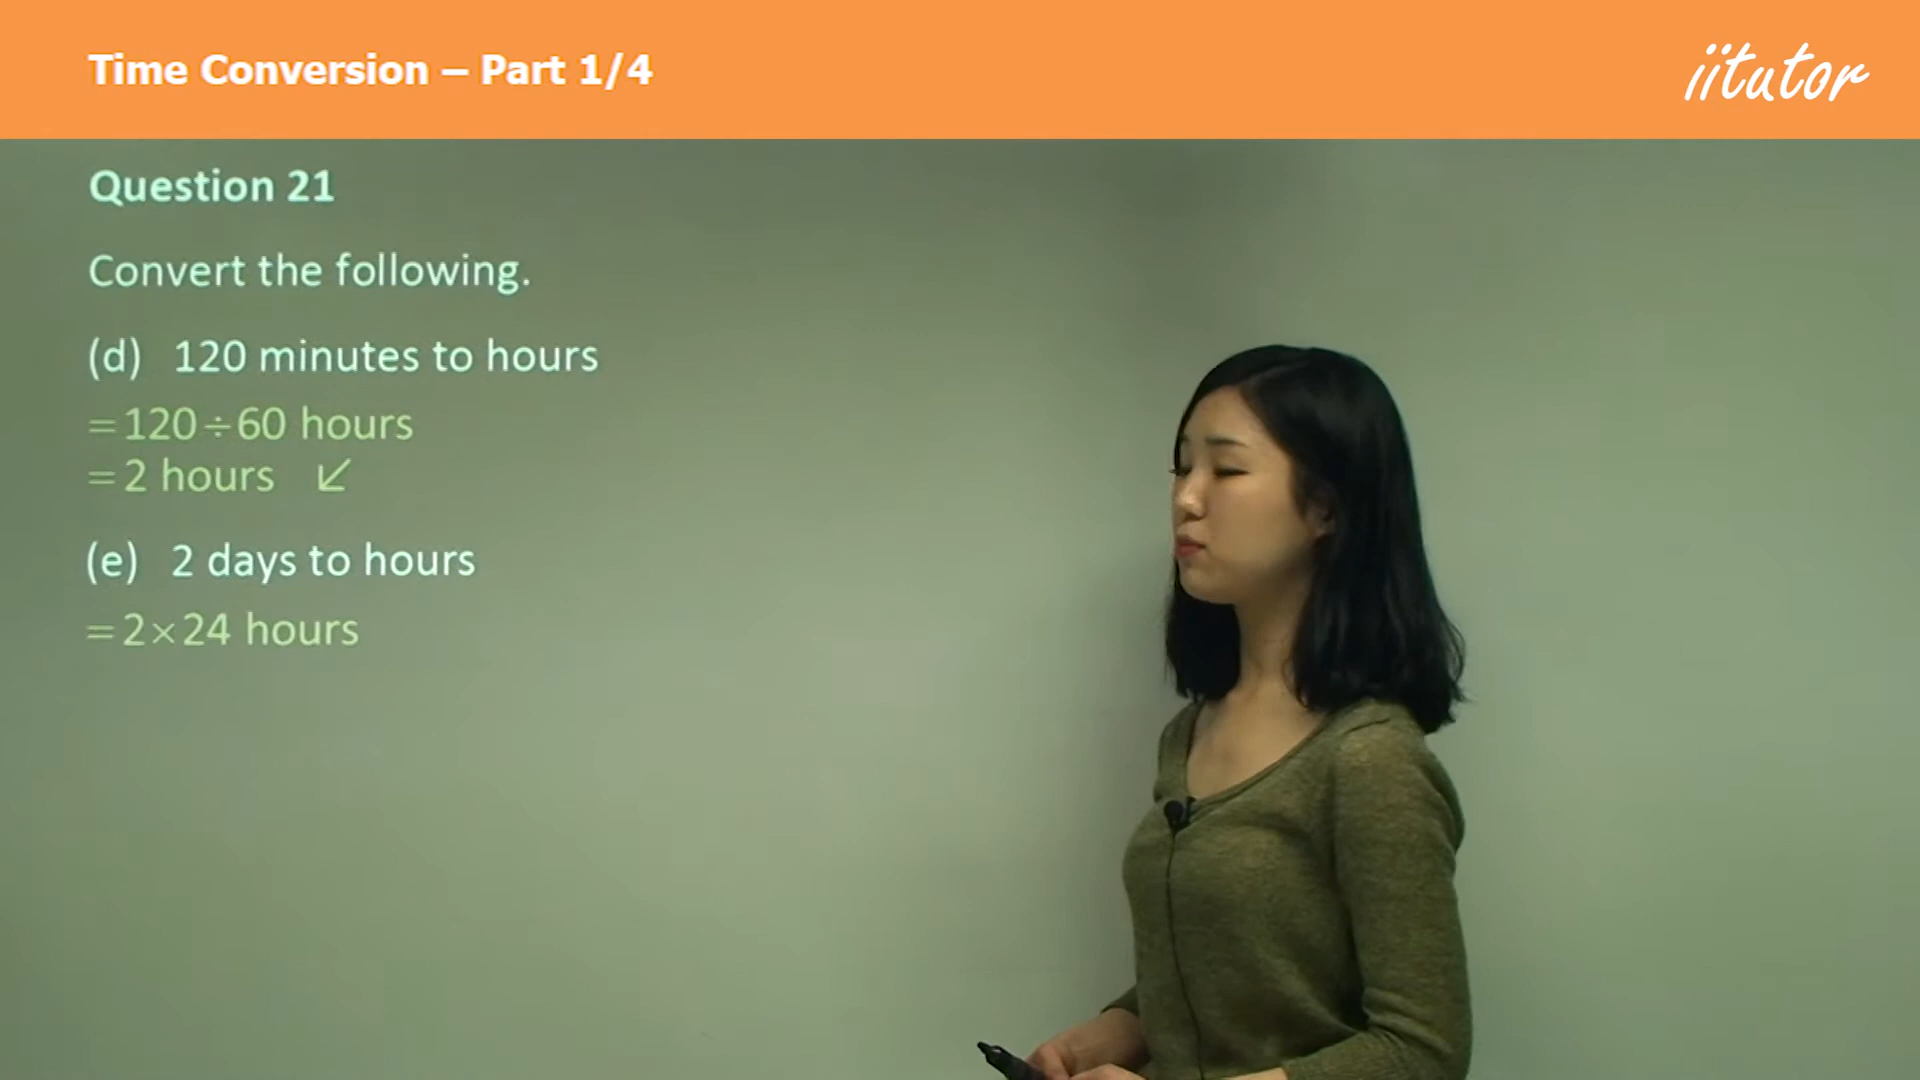 Time Conversion – Part 1/4
iitutor
Question 21
Convert the following.
(d) 120 minutes to hours
=120÷60 hours
=2 hours ↙
(e) 2 days to hours
=2×24 hours